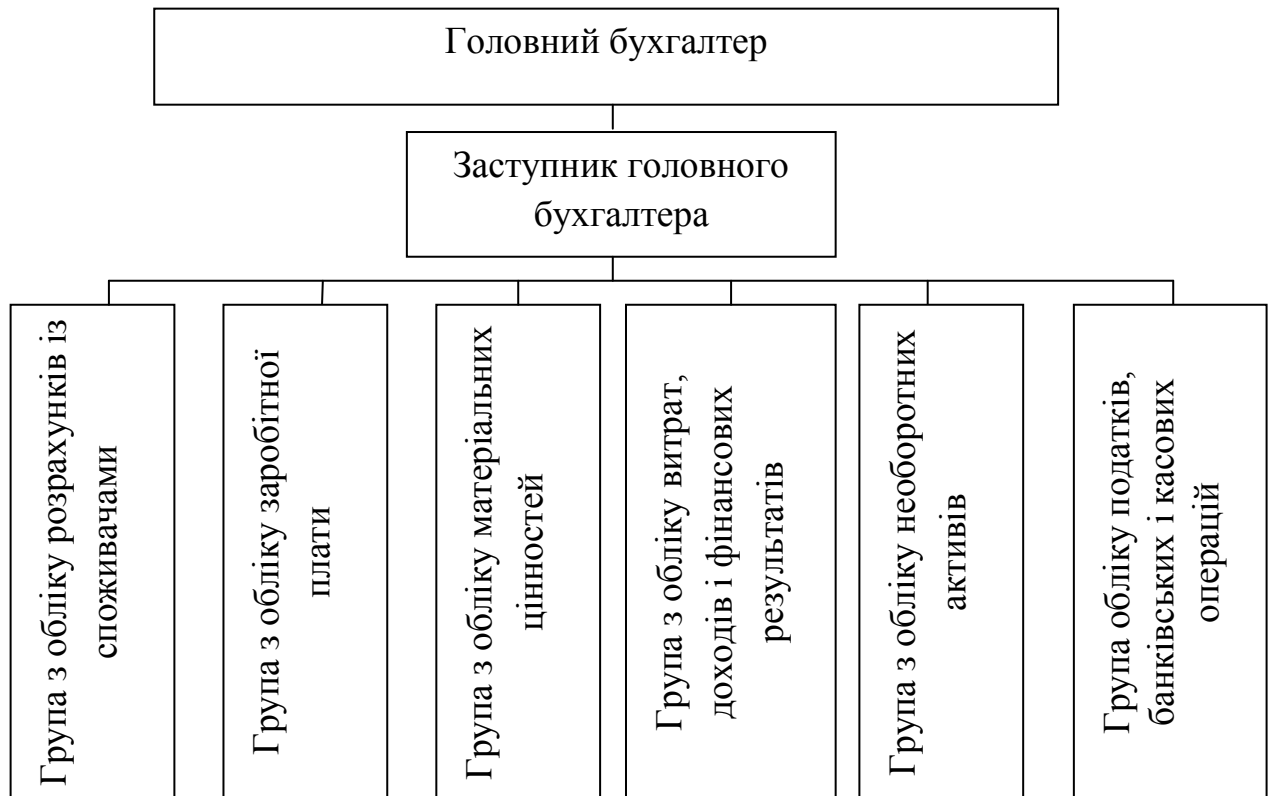 Головний бухгалтер
Заступник головного
бухгалтера
Група з обліку розрахунків із
споживачами
Група з обліку заробітної
плати
Група з обліку матеріальних
цінностей
Група з обліку витрат,
доходів і фінансових
результатів
Група з обліку необоротних
активів
Група обліку податків,
банківських і касових
операцій